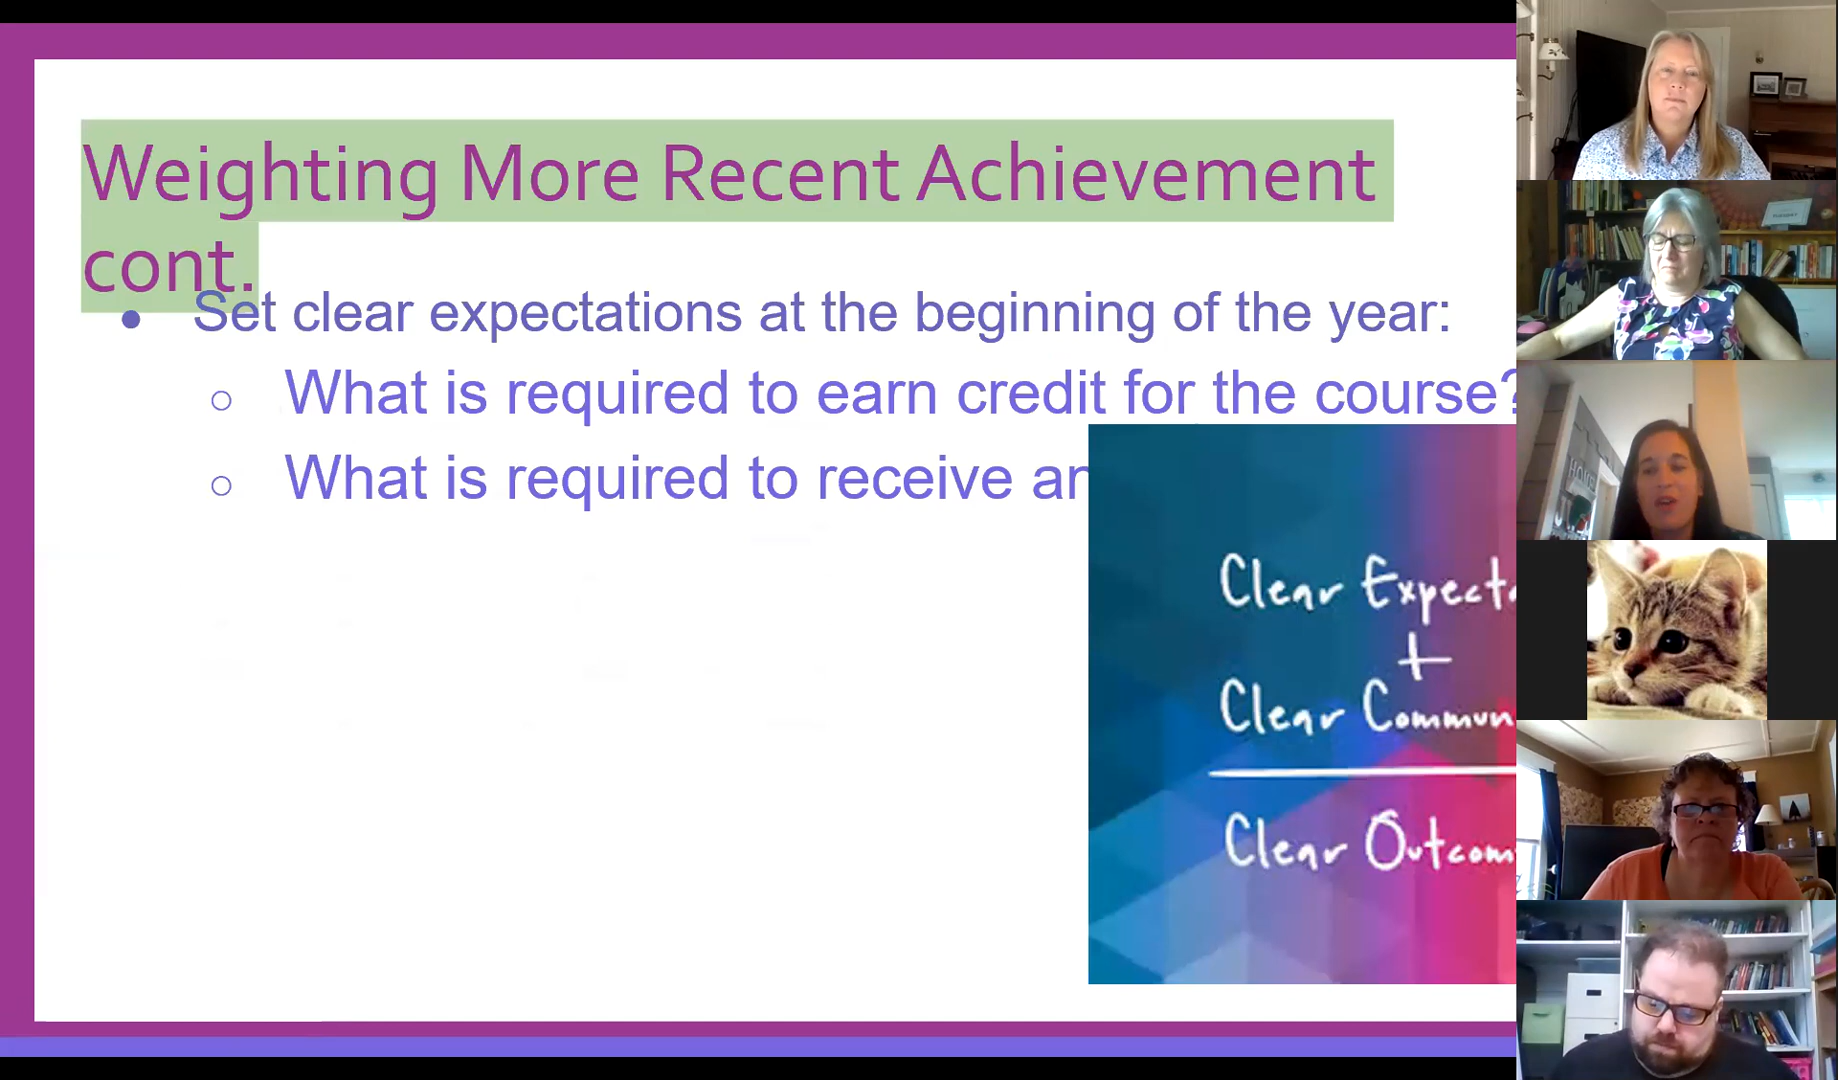 Weighting More Recent Achievement
cont.
Set clear expectations at the beginning of the year:
What is required to earn credit for the course?
What is required to receive an
Clear Expect
+
Clear Commun
Clear Outcom